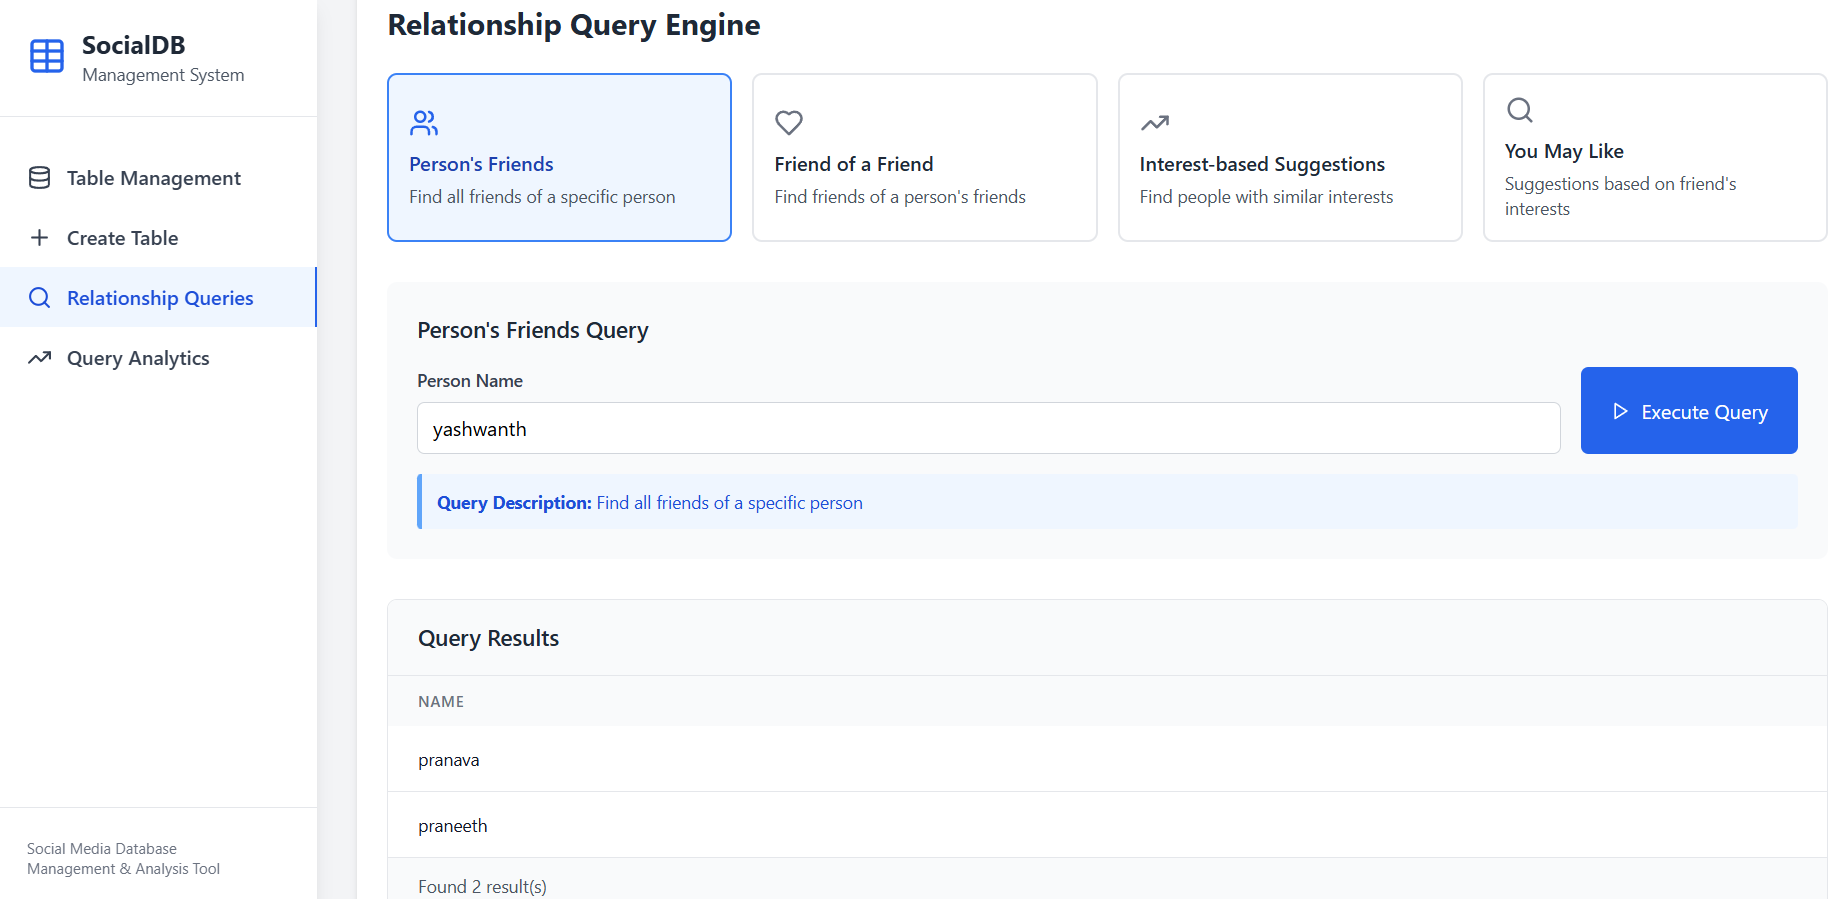 SocialDB
Management System
Table Management
Create Table
Relationship Queries
Query Analytics
Social Media Database
Management & Analysis Tool
Relationship Query Engine
Person's Friends
Find all friends of a specific person
Friend of a Friend
Find friends of a person's friends
Interest-based Suggestions
Find people with similar interests
You May Like
Suggestions based on friend's
interests
Person's Friends Query
Person Name
yashwanth
Execute Query
Query Description: Find all friends of a specific person
Query Results
NAME
pranava
praneeth
Found 2 result(s)